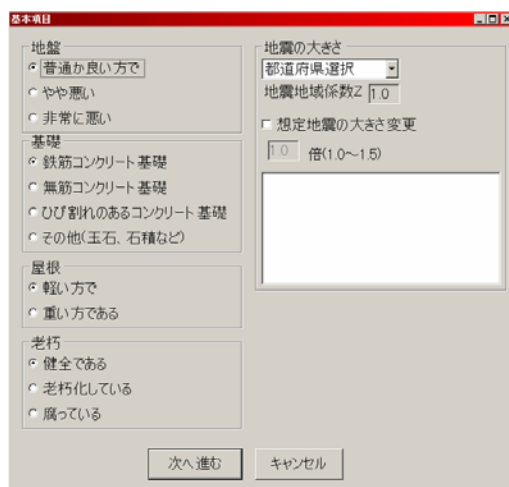 基本項目
地盤
普通か良い方で
やや悪い
非常に悪い
基礎
鉄筋コンクリート基礎
無筋コンクリート基礎
ひび割れのあるコンクリート基礎
その他(玉石、石積など)
屋根
軽い方で
重い方である
老朽
健全である
老朽化している
腐っている
地震の大きさ
都道府県選択
地震地域係数Z 1.0
想定地震の大きさ変更
1.0 倍(1.0~1.5)
次へ進む
キャンセル